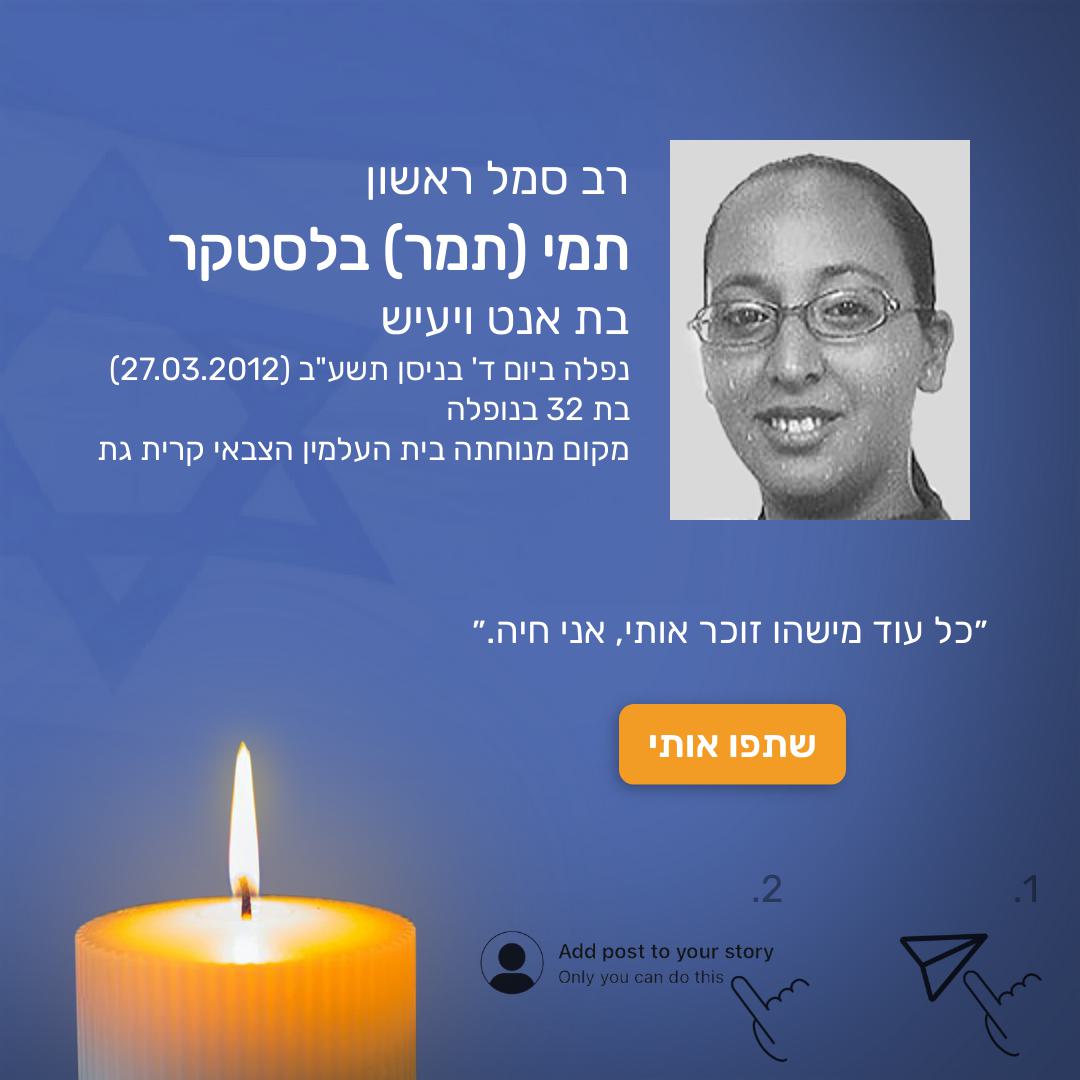 רב סמל ראשון
תמי (תמר) בלסטקר
בת אנט ויעיש
נפלה ביום ד' בניסן תשע"ב (27.03.2012)
בת 32 בנופלה
מקום מנוחתה בית העלמין הצבאי קרית גת
״כל עוד מישהו זוכר אותי, אני חיה.״
שתפו אותי
1.
2.
Add post to your story
Only you can do this